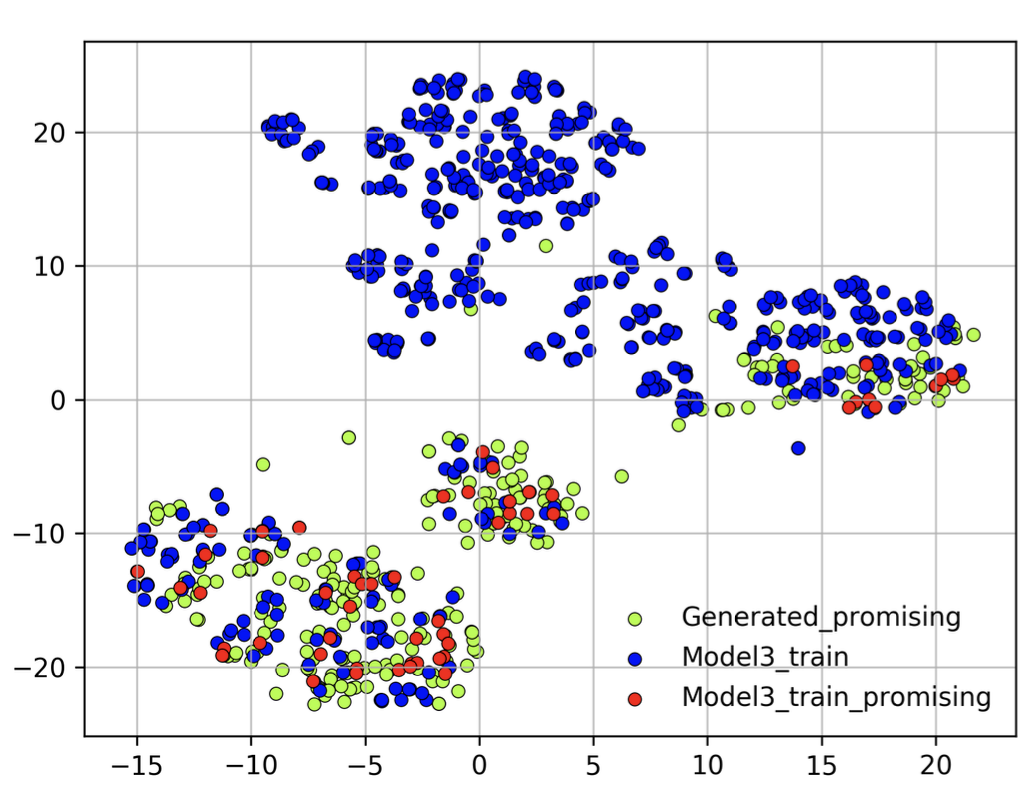 20
10
0
−10
−20
Generated_promising
Model3_train
Model3_train_promising
−15 −10 −5 0 5 10 15 20